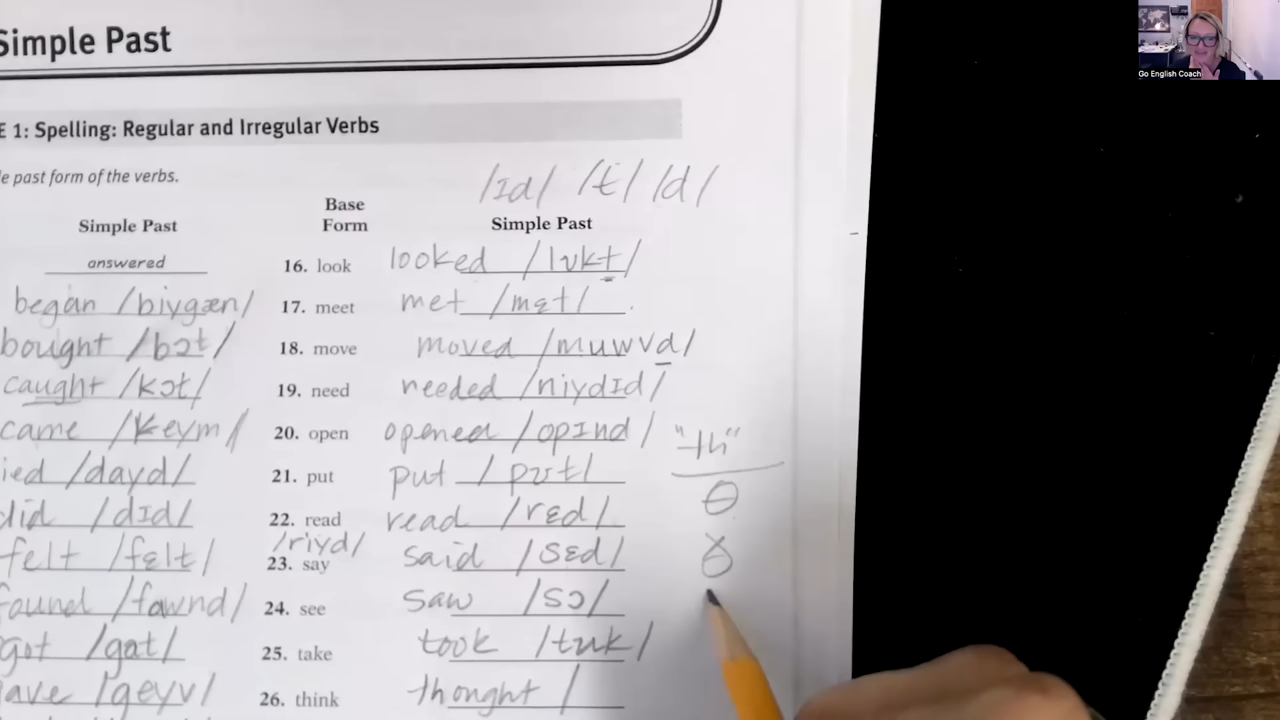 Simple Past
E 1: Spelling: Regular and Irregular Verbs
e past form of the verbs.
/ɪd/ /t/ /d/
Simple Past Base Form Simple Past
answered 16. look looked /lʊkt/
began /biygæn/ 17. meet met /mɛt/
bought /bɔt/ 18. move moved /muwvd/
caught /kɔt/ 19. need needed /niydɪd/
came /keym/ 20. open opened /opɪnd/ "th"
ied /dayd/ 21. put put /pʊt/ θ
did /dɪd/ 22. read /riyd/ read /rɛd/
felt /fɛlt/ 23. say said /sɛd/ ð
found /fawnd/ 24. see saw /sɔ/
got /gat/ 25. take took /tuk/
ave /geyv/ 26. think thought /
Go English Coach